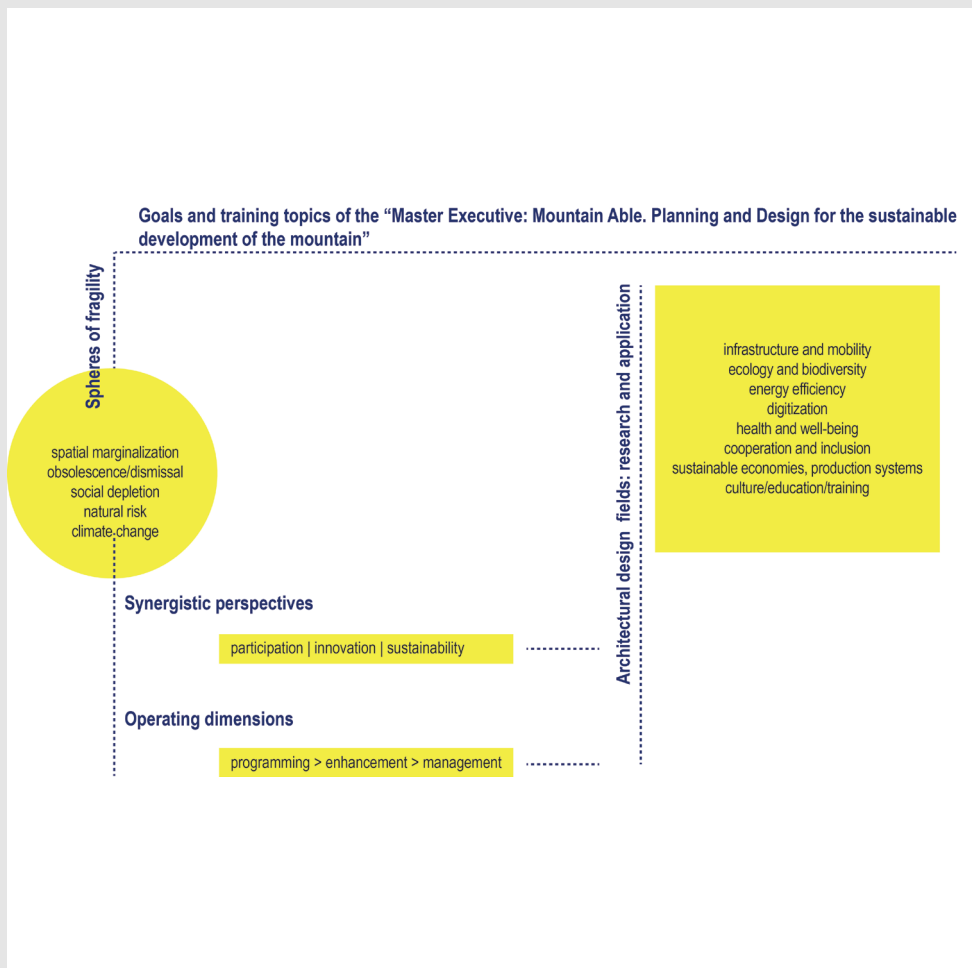 Goals and training topics of the “Master Executive: Mountain Able. Planning and Design for the sustainable
development of the mountain”
Spheres of fragility
spatial marginalization
obsolescence/dismissal
social depletion
natural risk
climate change
Synergistic perspectives
participation | innovation | sustainability
Operating dimensions
programming > enhancement > management
Architectural design fields: research and application
infrastructure and mobility
ecology and biodiversity
energy efficiency
digitization
health and well-being
cooperation and inclusion
sustainable economies, production systems
culture/education/training